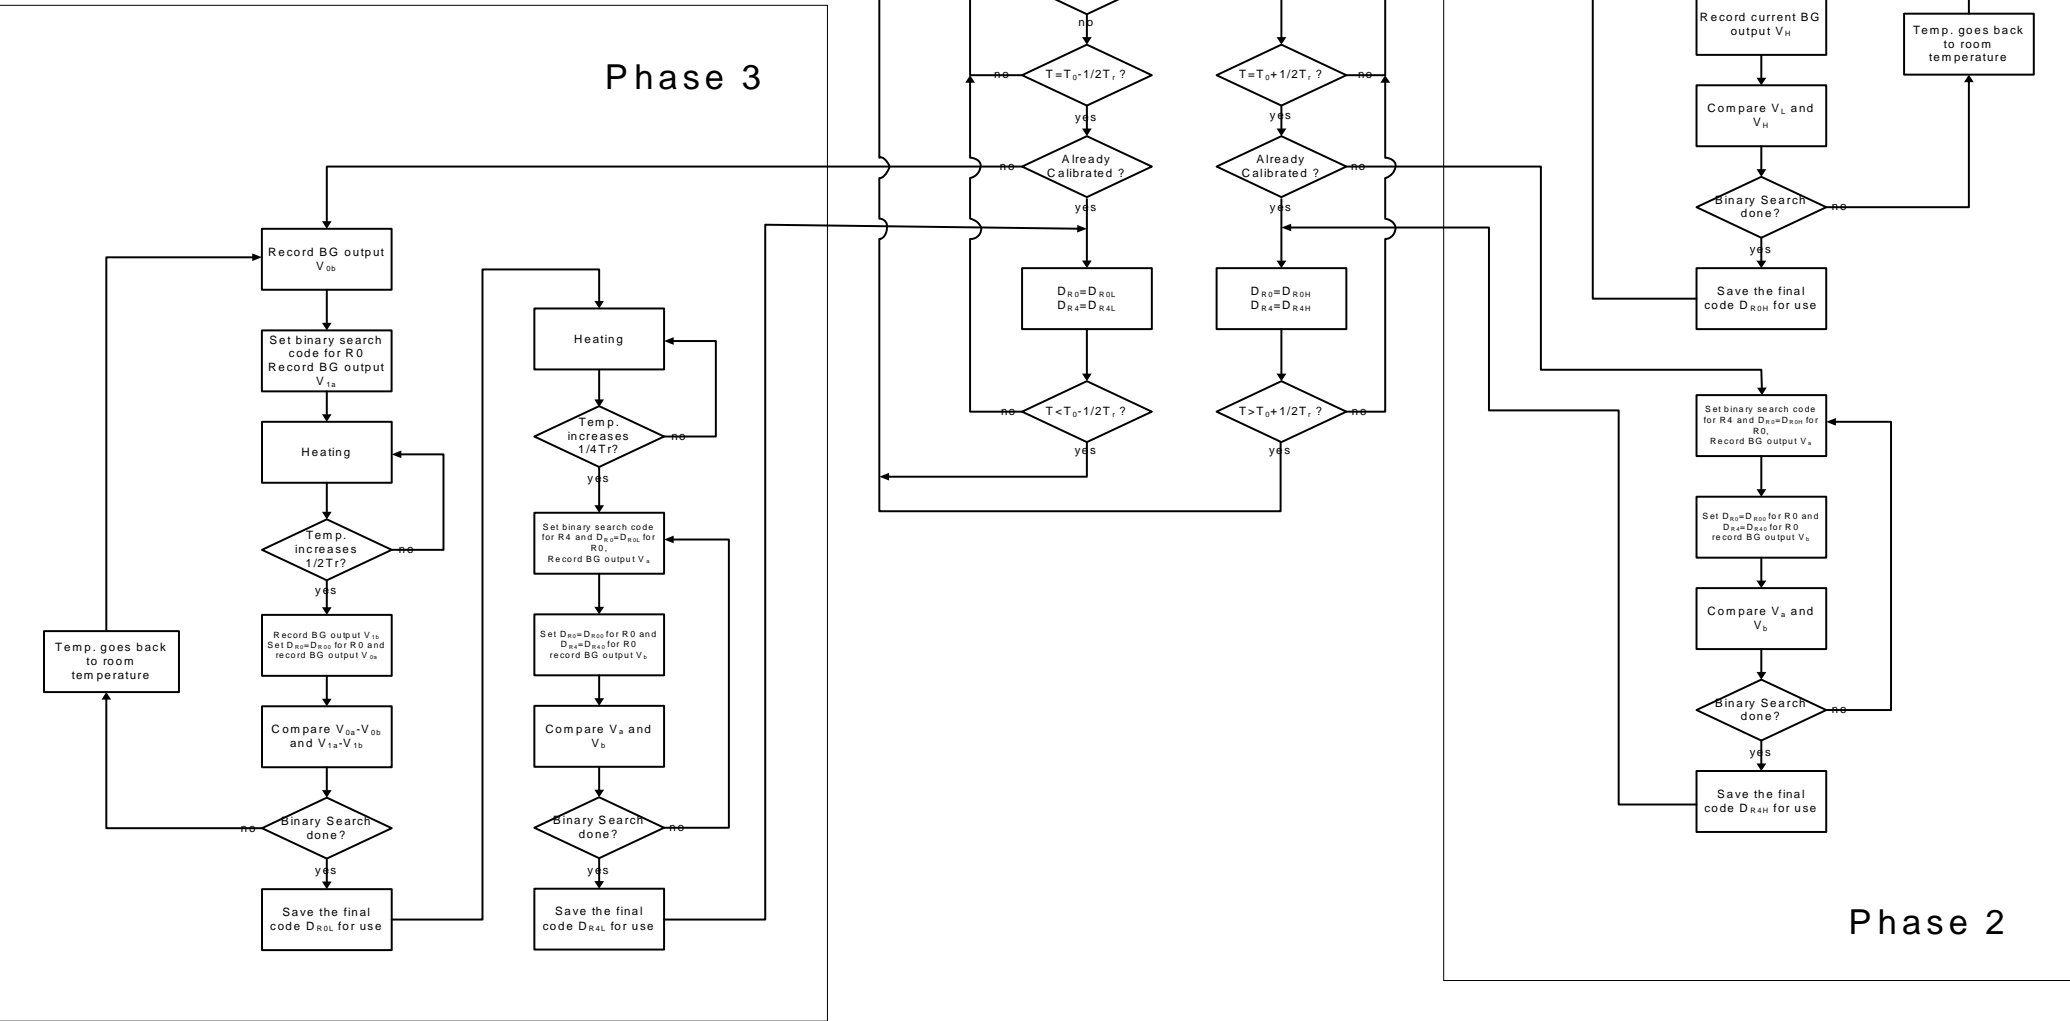 Phase 3
no
Record BG output
V0b
Set binary search
code for R0
Record BG output
V1a
Heating
Temp.
increases
1/2Tr?
no
yes
Record BG output V1b
Set DR0=DR00 for R0 and
record BG output V0a
Temp. goes back
to room
temperature
Compare V0a-V0b
and V1a-V1b
Binary Search
done?
no
yes
Save the final
code DR0L for use
Heating
Temp.
increases
1/4Tr?
no
yes
Set binary search code
for R4 and DR0=DR0L for
R0,
Record BG output Va
Set DR0=DR00 for R0 and
DR4=DR40 for R0
record BG output Vb
Compare Va and
Vb
Binary Search
done?
no
yes
Save the final
code DR4L for use
T=T0-1/2Tr ?
no
yes
Already
Calibrated ?
no
yes
DR0=DR0L
DR4=DR4L
T<T0-1/2Tr ?
no
yes
T=T0+1/2Tr ?
no
yes
Already
Calibrated ?
no
yes
DR0=DR0H
DR4=DR4H
T>T0+1/2Tr ?
no
yes
Record current BG
output VH
Temp. goes back
to room
temperature
Compare VL and
VH
Binary Search
done?
no
yes
Save the final
code DR0H for use
Set binary search code
for R4 and DR0=DR0H for
R0,
Record BG output Va
Set DR0=DR00 for R0 and
DR4=DR40 for R0
record BG output Vb
Compare Va and
Vb
Binary Search
done?
no
yes
Save the final
code DR4H for use
Phase 2